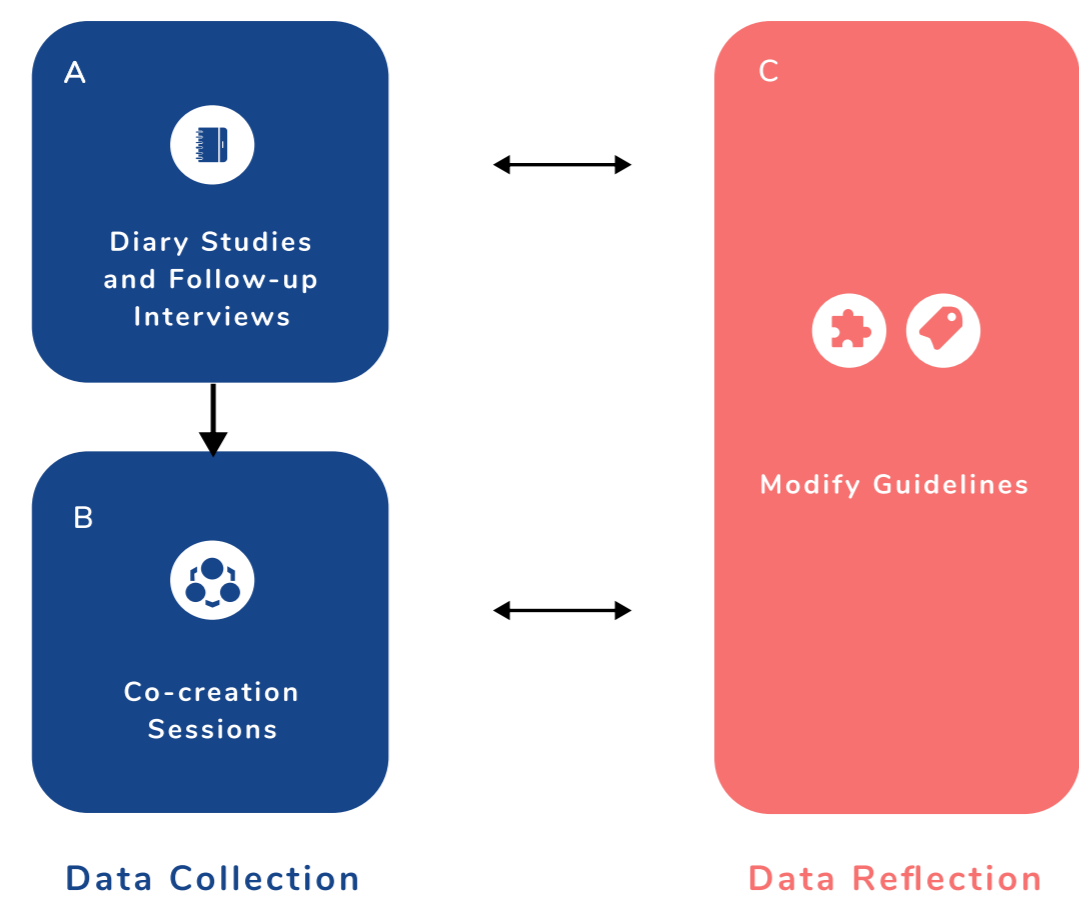 A
Diary Studies
and Follow-up
Interviews
B
Co-creation
Sessions
Data Collection
C
Modify Guidelines
Data Reflection